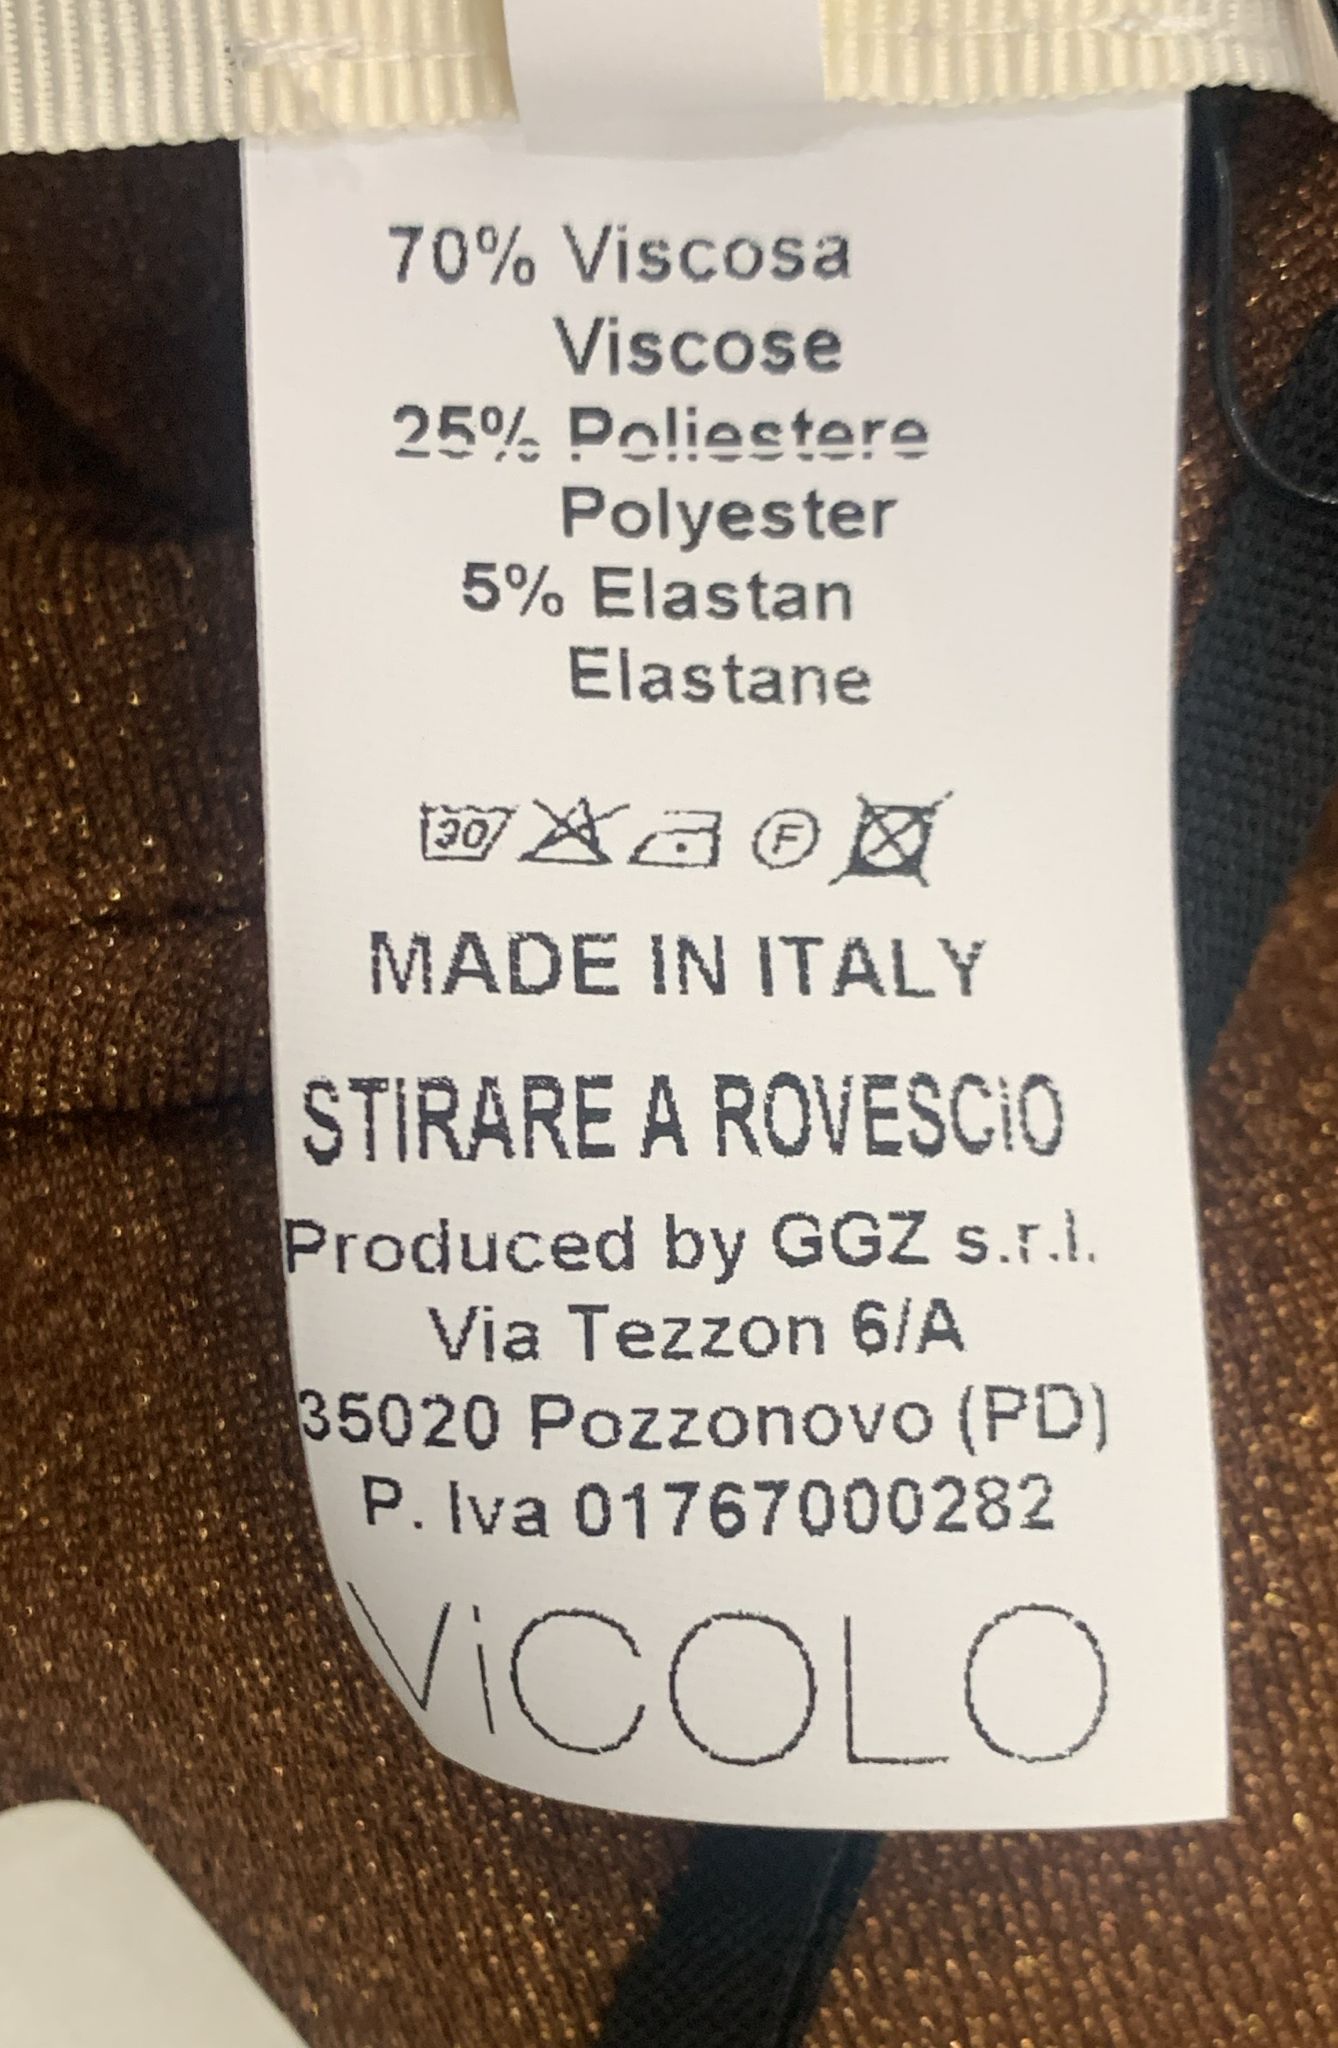 70% Viscosa
Viscose
25% Poliestere
Polyester
5% Elastan
Elastane
30 F
MADE IN ITALY
STIRARE A ROVESCiO
Produced by GGZ s.r.l.
Via Tezzon 6/A
35020 Pozzonovo (PD)
P. Iva 01767000282
ViCOLO